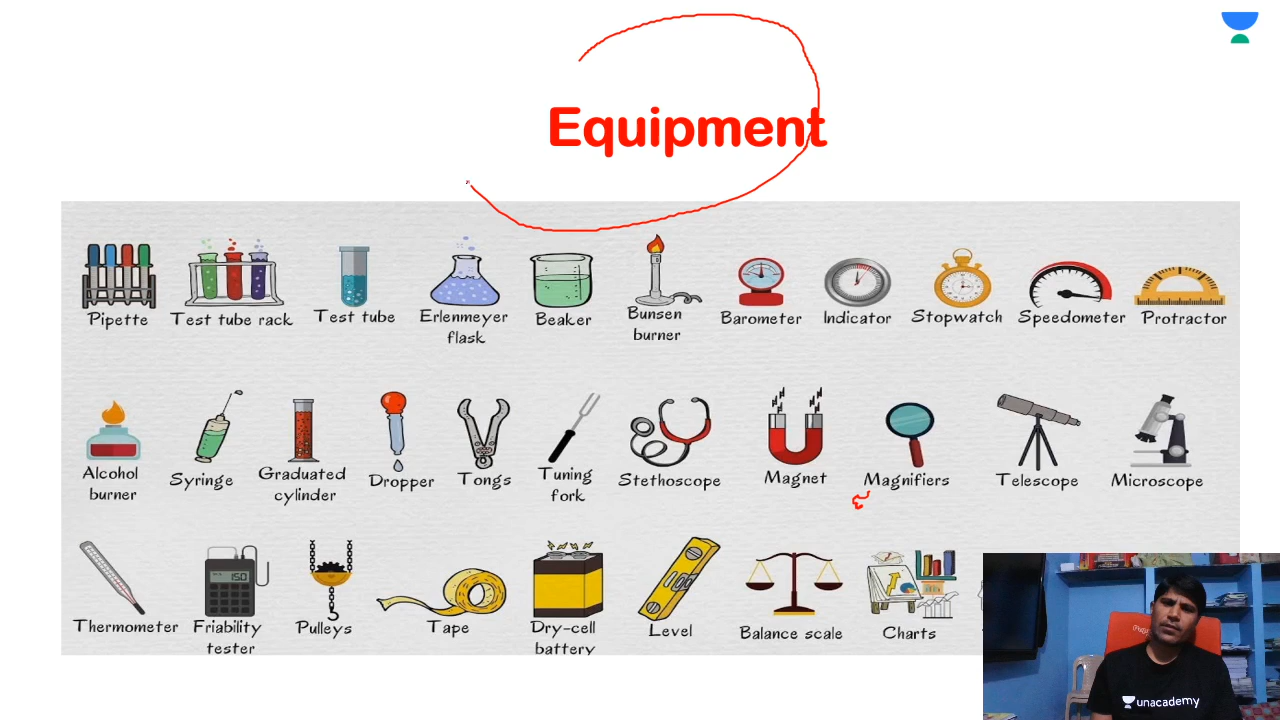 Equipment
Pipette
Test tube rack
Test tube
Erlenmeyer
flask
Beaker
Bunsen
burner
Barometer
Indicator
Stopwatch
Speedometer
Protractor
Alcohol
burner
Syringe
Graduated
cylinder
Dropper
Tongs
Tuning
fork
Stethoscope
Magnet
Magnifiers
Telescope
Microscope
Thermometer
150
Friability
tester
Pulleys
Tape
Dry-cell
battery
Level
Balance scale
Charts
unacademy